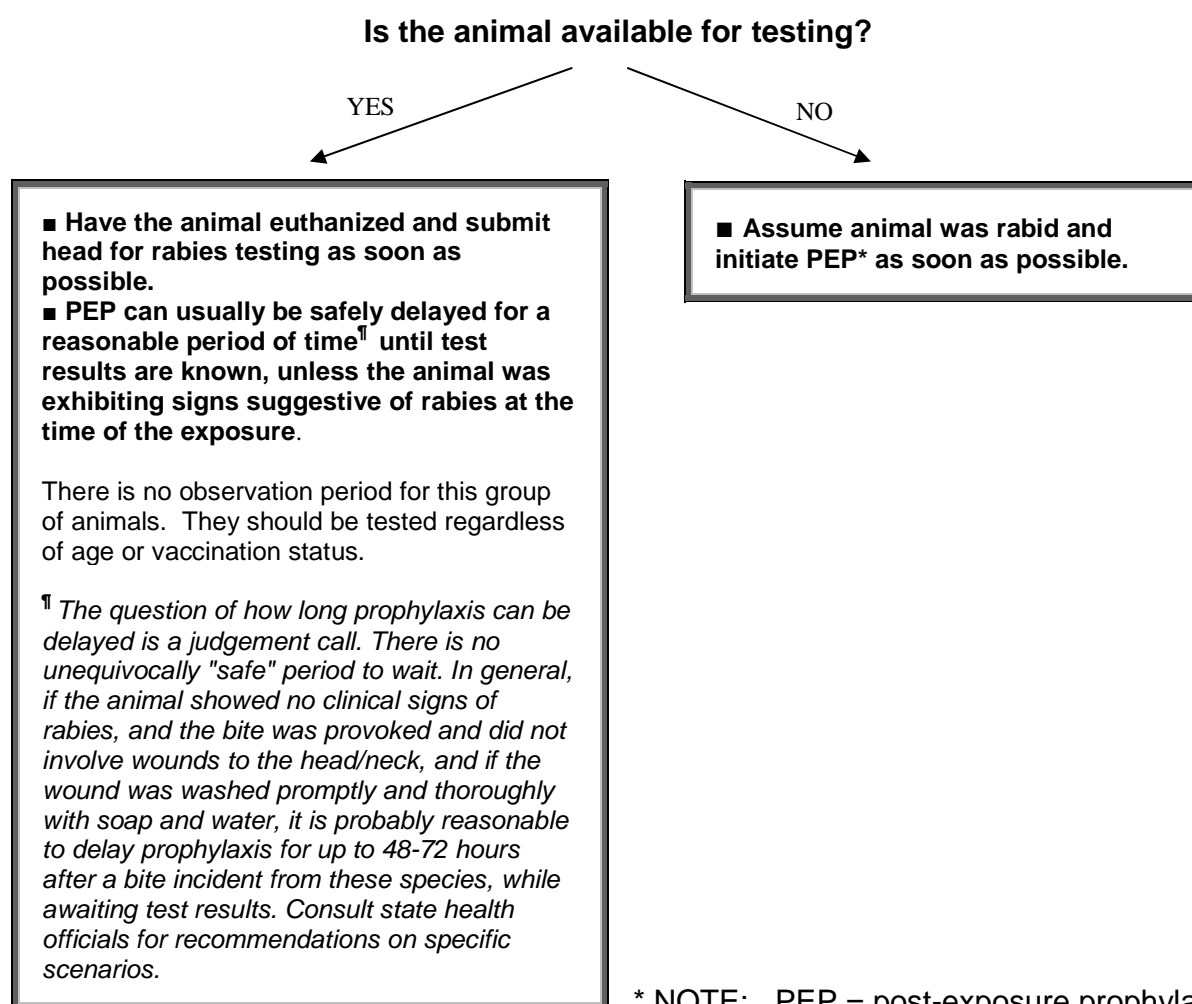 Is the animal available for testing?
YES
NO
■ Have the animal euthanized and submit
head for rabies testing as soon as
possible.
■ PEP can usually be safely delayed for a
reasonable period of time¶ until test
results are known, unless the animal was
exhibiting signs suggestive of rabies at the
time of the exposure.
There is no observation period for this group
of animals. They should be tested regardless
of age or vaccination status.
¶ The question of how long prophylaxis can be
delayed is a judgement call. There is no
unequivocally "safe" period to wait. In general,
if the animal showed no clinical signs of
rabies, and the bite was provoked and did not
involve wounds to the head/neck, and if the
wound was washed promptly and thoroughly
with soap and water, it is probably reasonable
to delay prophylaxis for up to 48-72 hours
after a bite incident from these species, while
awaiting test results. Consult state health
officials for recommendations on specific
scenarios.
■ Assume animal was rabid and
initiate PEP* as soon as possible.
* NOTE: PEP = post-exposure